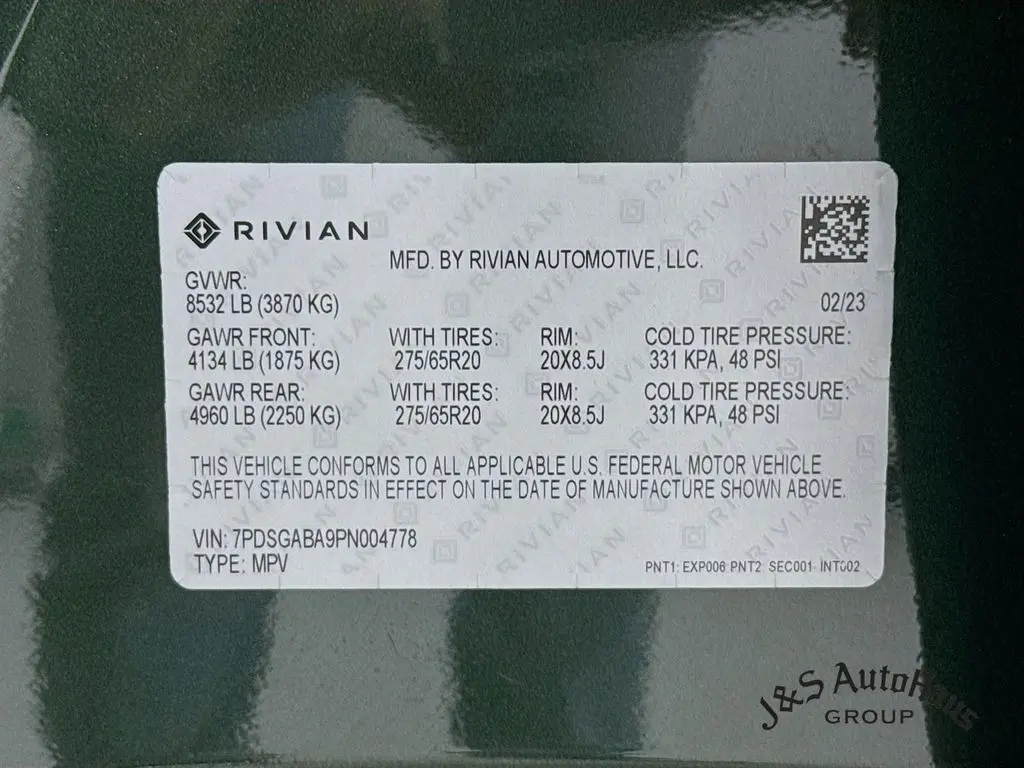 RIVIAN
MFD. BY RIVIAN AUTOMOTIVE, LLC.
GVWR:
8532 LB (3870 KG)
02/23
GAWR FRONT: WITH TIRES: RIM: COLD TIRE PRESSURE:
4134 LB (1875 KG) 275/65R20 20X8.5J 331 KPA, 48 PSI
GAWR REAR: WITH TIRES: RIM: COLD TIRE PRESSURE:
4960 LB (2250 KG) 275/65R20 20X8.5J 331 KPA, 48 PSI
THIS VEHICLE CONFORMS TO ALL APPLICABLE U.S. FEDERAL MOTOR VEHICLE
SAFETY STANDARDS IN EFFECT ON THE DATE OF MANUFACTURE SHOWN ABOVE.
VIN: 7PDSGABA9PN004778
TYPE: MPV
PNT1: EXP006 PNT2: SEC001 INT002
J&S AutoHaus
GROUP